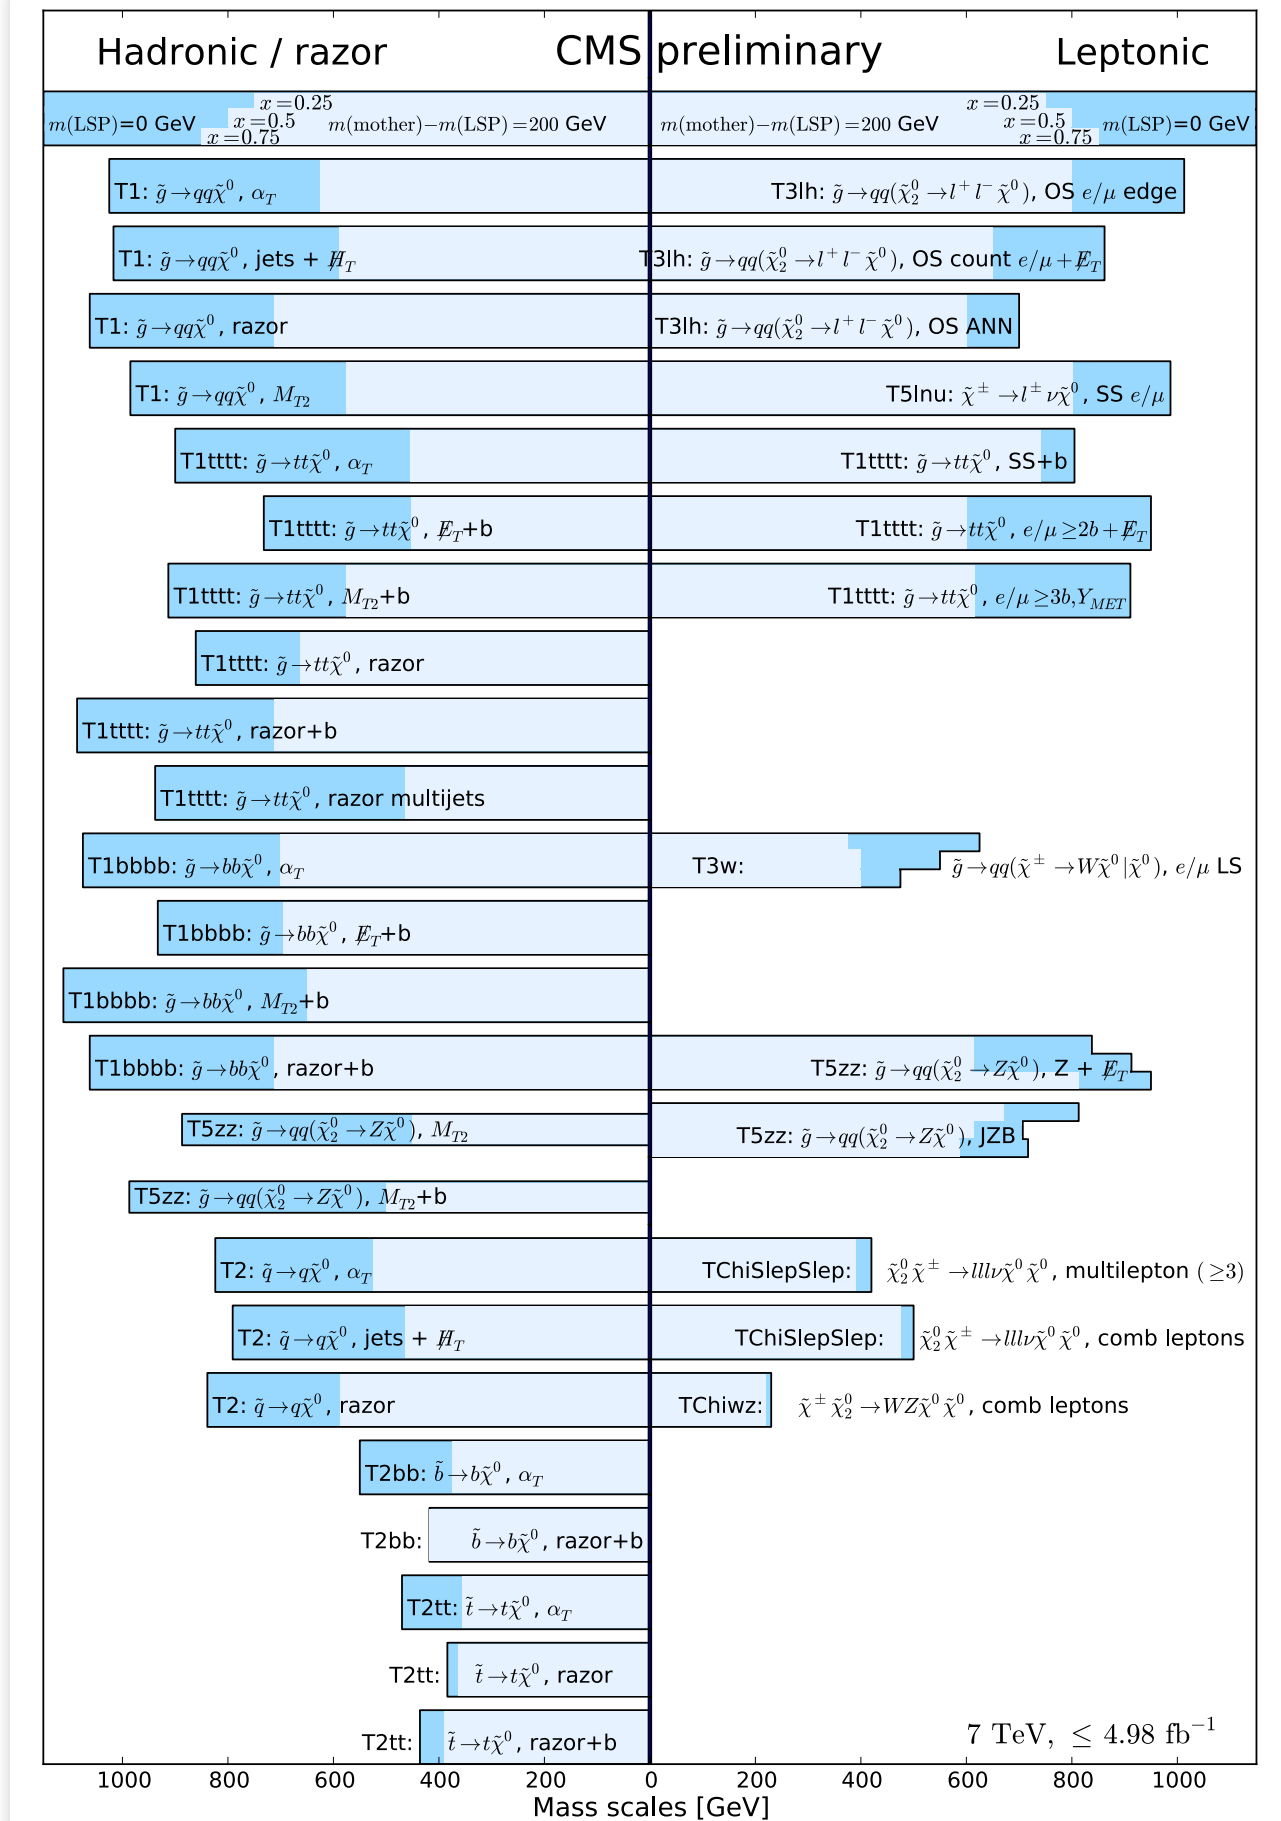 Hadronic / razor CMS preliminary Leptonic
m(LSP)=0 GeV x=0.25 x=0.5 x=0.75 m(mother)−m(LSP)=200 GeV m(mother)−m(LSP)=200 GeV x=0.25 x=0.5 x=0.75 m(LSP)=0 GeV
T1: g̃→qqχ̃⁰, α_T T3lh: g̃→qq(χ̃₂⁰→l⁺l⁻χ̃⁰), OS e/μ edge
T1: g̃→qqχ̃⁰, jets + H̸_T T3lh: g̃→qq(χ̃₂⁰→l⁺l⁻χ̃⁰), OS count e/μ+E̸_T
T1: g̃→qqχ̃⁰, razor T3lh: g̃→qq(χ̃₂⁰→l⁺l⁻χ̃⁰), OS ANN
T1: g̃→qqχ̃⁰, M_T2 T5lnu: χ̃^±→l^±νχ̃⁰, SS e/μ
T1tttt: g̃→ttχ̃⁰, α_T T1tttt: g̃→ttχ̃⁰, SS+b
T1tttt: g̃→ttχ̃⁰, E̸_T+b T1tttt: g̃→ttχ̃⁰, e/μ≥2b+E̸_T
T1tttt: g̃→ttχ̃⁰, M_T2+b T1tttt: g̃→ttχ̃⁰, e/μ≥3b,Y_MET
T1tttt: g̃→ttχ̃⁰, razor
T1tttt: g̃→ttχ̃⁰, razor+b
T1tttt: g̃→ttχ̃⁰, razor multijets
T1bbbb: g̃→bbχ̃⁰, α_T T3w: g̃→qq(χ̃^±→Wχ̃⁰|χ̃⁰), e/μ LS
T1bbbb: g̃→bbχ̃⁰, E̸_T+b
T1bbbb: g̃→bbχ̃⁰, M_T2+b
T1bbbb: g̃→bbχ̃⁰, razor+b T5zz: g̃→qq(χ̃₂⁰→Zχ̃⁰), Z + E̸_T
T5zz: g̃→qq(χ̃₂⁰→Zχ̃⁰), M_T2 T5zz: g̃→qq(χ̃₂⁰→Zχ̃⁰), JZB
T5zz: g̃→qq(χ̃₂⁰→Zχ̃⁰), M_T2+b
T2: q̃→qχ̃⁰, α_T TChiSlepSlep: χ̃₂⁰χ̃^±→lllνχ̃⁰χ̃⁰, multilepton (≥3)
T2: q̃→qχ̃⁰, jets + H̸_T TChiSlepSlep: χ̃₂⁰χ̃^±→lllνχ̃⁰χ̃⁰, comb leptons
T2: q̃→qχ̃⁰, razor TChiwz: χ̃^±χ̃₂⁰→WZχ̃⁰χ̃⁰, comb leptons
T2bb: b̃→bχ̃⁰, α_T
T2bb: b̃→bχ̃⁰, razor+b
T2tt: t̃→tχ̃⁰, α_T
T2tt: t̃→tχ̃⁰, razor
T2tt: t̃→tχ̃⁰, razor+b 7 TeV, ≤ 4.98 fb⁻¹
1000 800 600 400 200 0 200 400 600 800 1000
Mass scales [GeV]